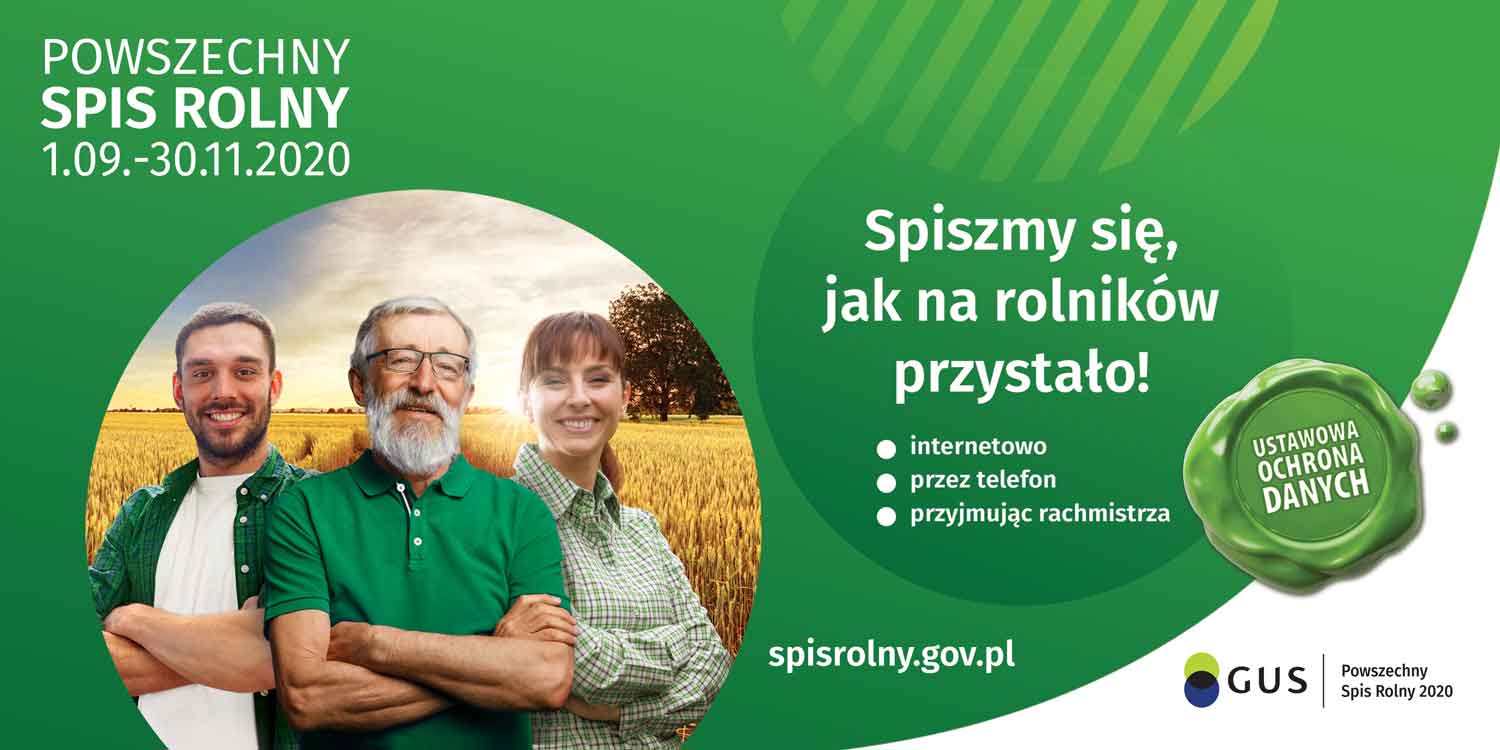 POWSZECHNY
SPIS ROLNY
1.09.-30.11.2020
Spiszmy się,
jak na rolników
przystało!
internetowo
przez telefon
przyjmując rachmistrza
USTAWOWA
OCHRONA
DANYCH
spisrolny.gov.pl
GUS
Powszechny
Spis Rolny 2020